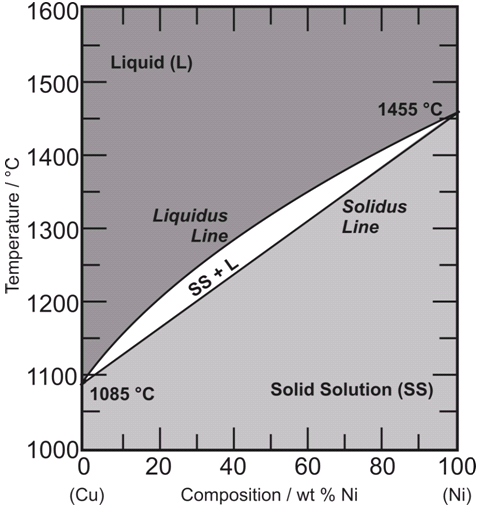 1600
Liquid (L)
1500
1455 °C
1400
Temperature / °C
Liquidus
Line
Solidus
Line
1300
SS + L
1200
1100
1085 °C
Solid Solution (SS)
1000
0 20 40 60 80 100
(Cu) Composition / wt % Ni (Ni)